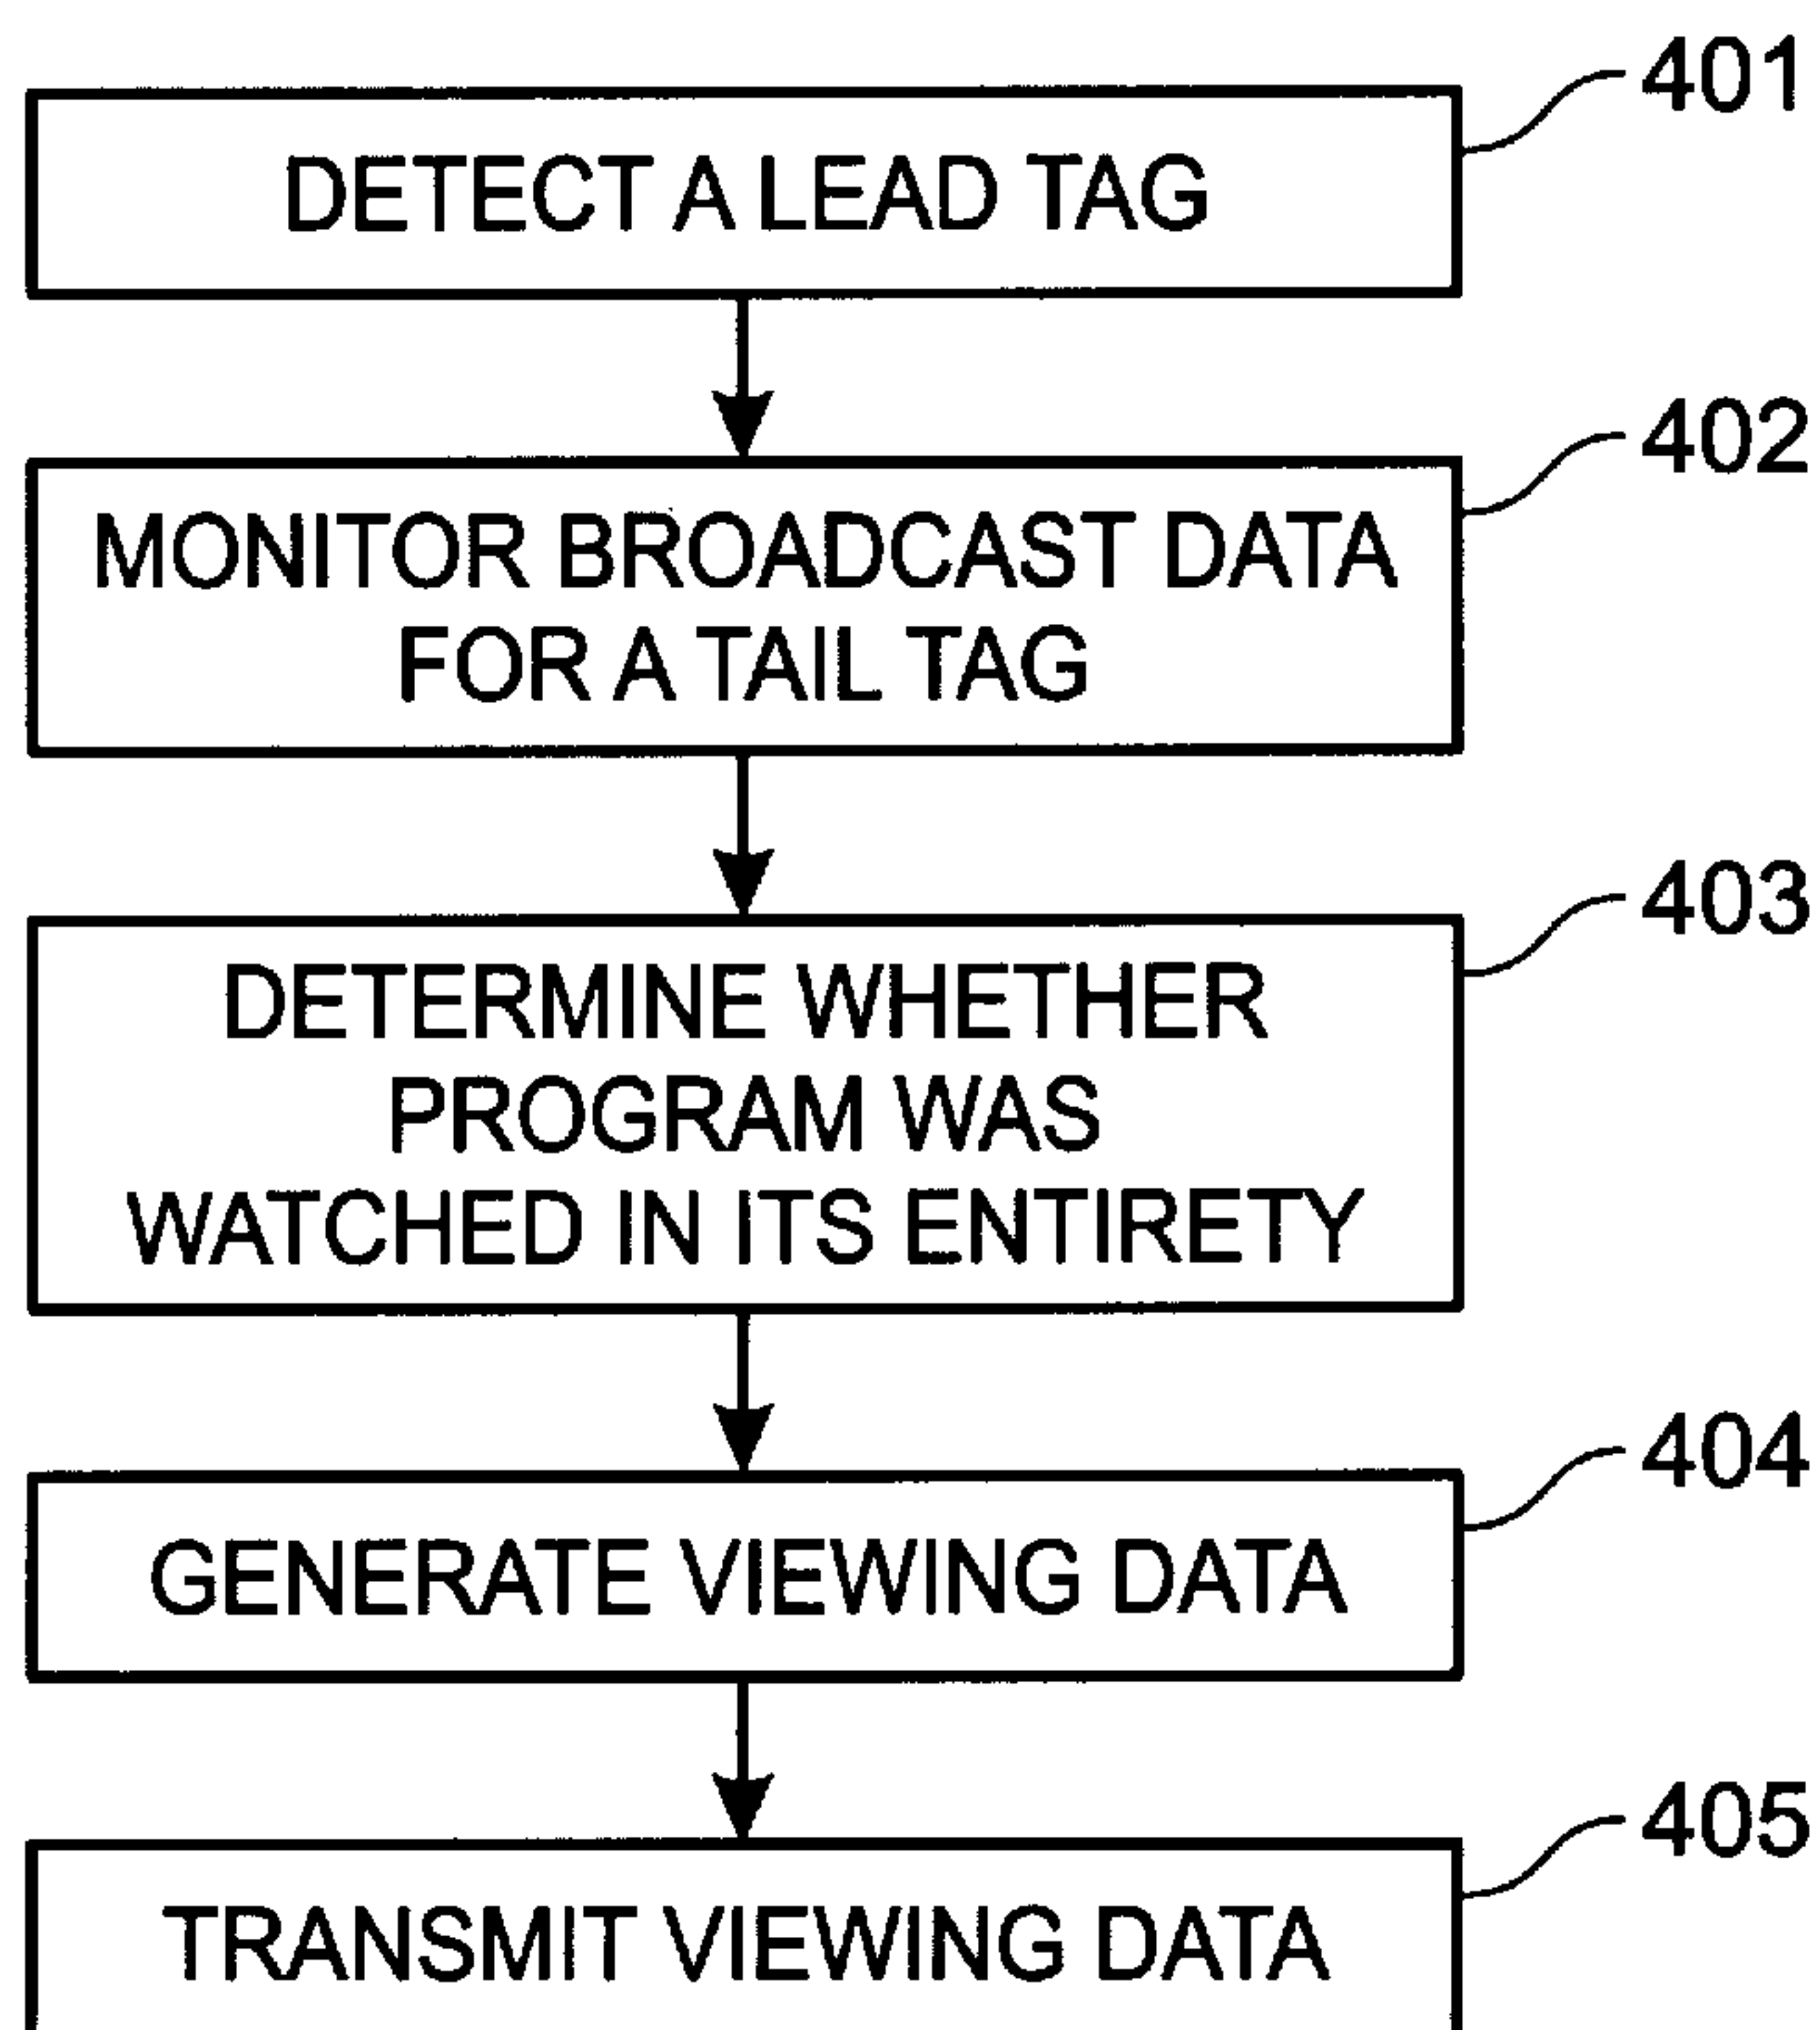 401
DETECT A LEAD TAG
402
MONITOR BROADCAST DATA
FOR A TAIL TAG
403
DETERMINE WHETHER
PROGRAM WAS
WATCHED IN ITS ENTIRETY
404
GENERATE VIEWING DATA
405
TRANSMIT VIEWING DATA